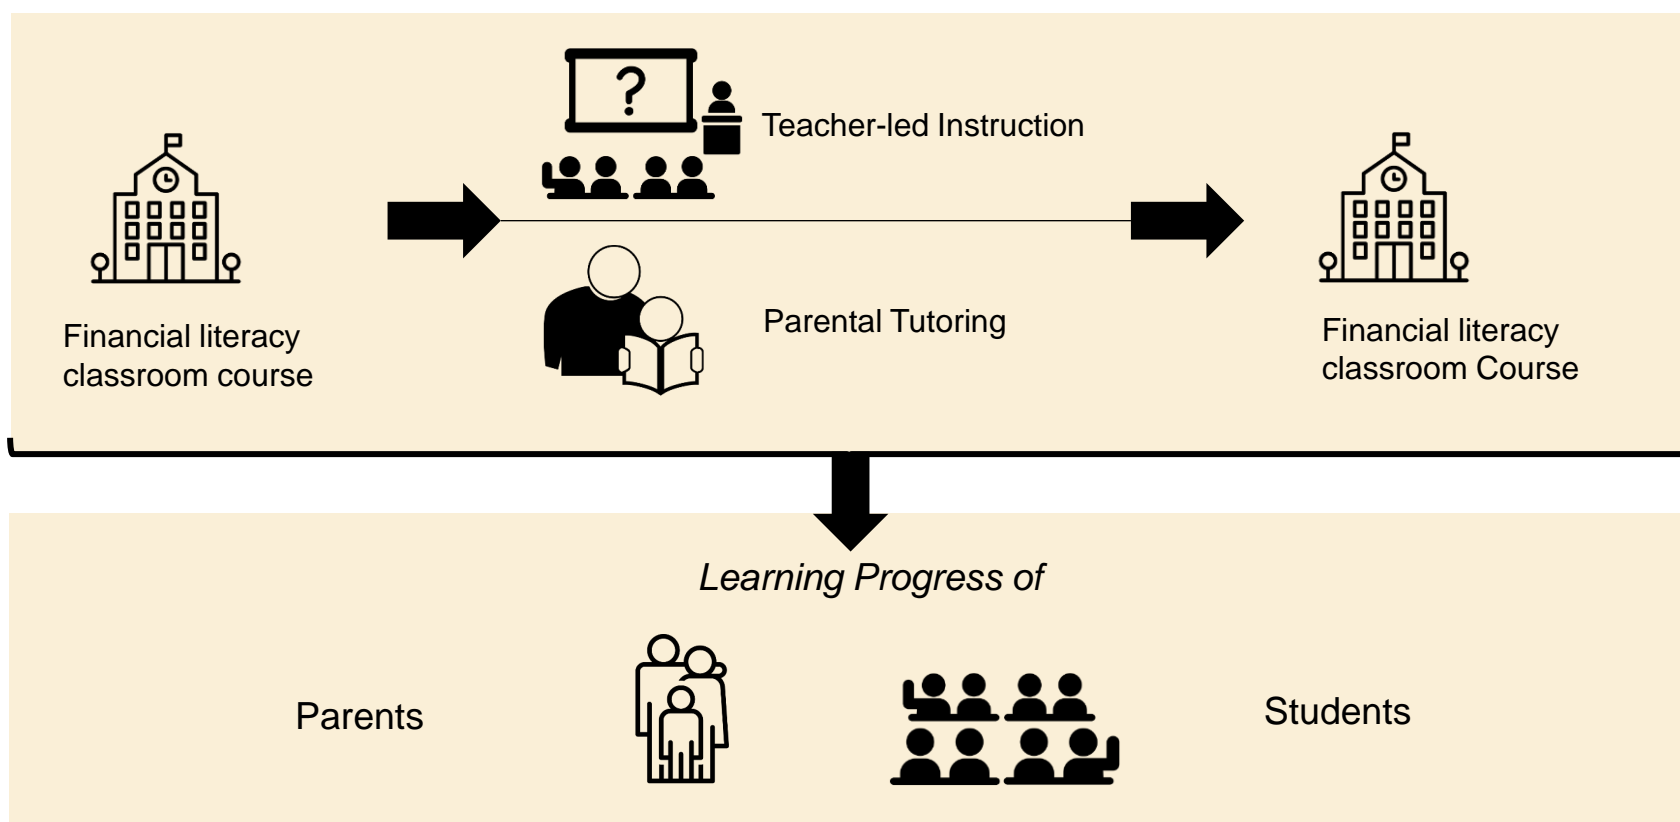 ?
Teacher-led Instruction
Financial literacy
classroom course
Parental Tutoring
Financial literacy
classroom Course
Learning Progress of
Parents
Students